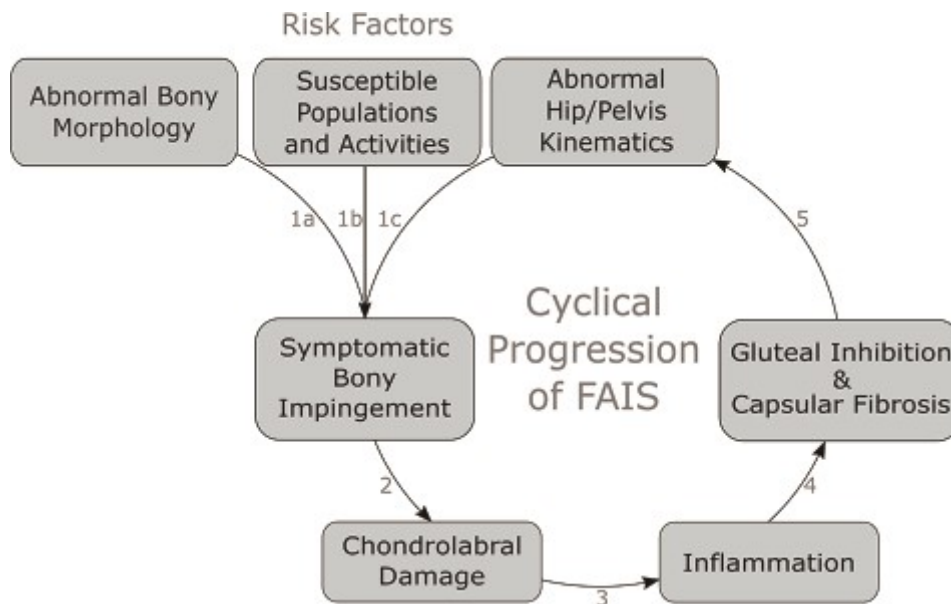 Risk Factors
Abnormal Bony
Morphology
Susceptible
Populations
and Activities
Abnormal
Hip/Pelvis
Kinematics
1a
1b
1c
5
Cyclical
Progression
of FAIS
Symptomatic
Bony
Impingement
Gluteal Inhibition
&
Capsular Fibrosis
2
4
Chondrolabral
Damage
3
Inflammation